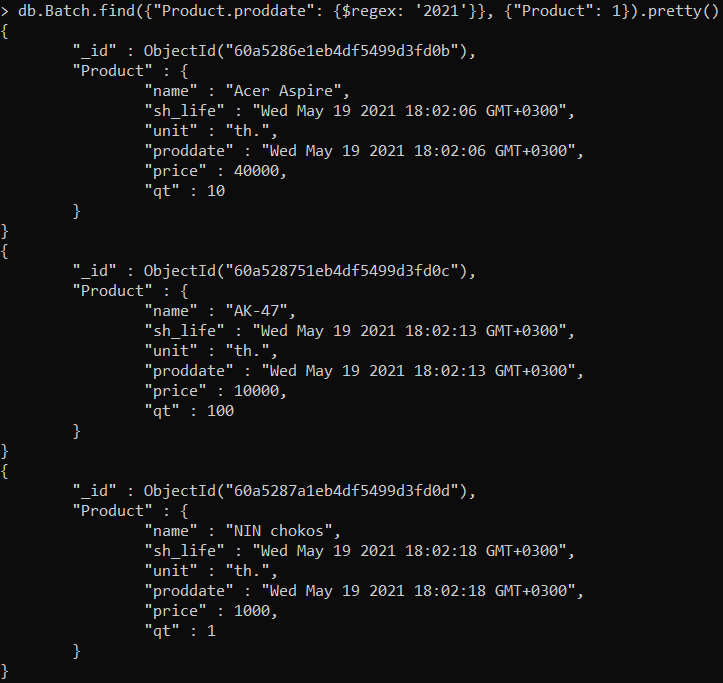 > db.Batch.find({"Product.proddate": {$regex: '2021'}}, {"Product": 1}).pretty()
{
        "_id" : ObjectId("60a5286e1eb4df5499d3fd0b"),
        "Product" : {
                "name" : "Acer Aspire",
                "sh_life" : "Wed May 19 2021 18:02:06 GMT+0300",
                "unit" : "th.",
                "proddate" : "Wed May 19 2021 18:02:06 GMT+0300",
                "price" : 40000,
                "qt" : 10
        }
}
{
        "_id" : ObjectId("60a528751eb4df5499d3fd0c"),
        "Product" : {
                "name" : "AK-47",
                "sh_life" : "Wed May 19 2021 18:02:13 GMT+0300",
                "unit" : "th.",
                "proddate" : "Wed May 19 2021 18:02:13 GMT+0300",
                "price" : 10000,
                "qt" : 100
        }
}
{
        "_id" : ObjectId("60a5287a1eb4df5499d3fd0d"),
        "Product" : {
                "name" : "NIN chokos",
                "sh_life" : "Wed May 19 2021 18:02:18 GMT+0300",
                "unit" : "th.",
                "proddate" : "Wed May 19 2021 18:02:18 GMT+0300",
                "price" : 1000,
                "qt" : 1
        }
}